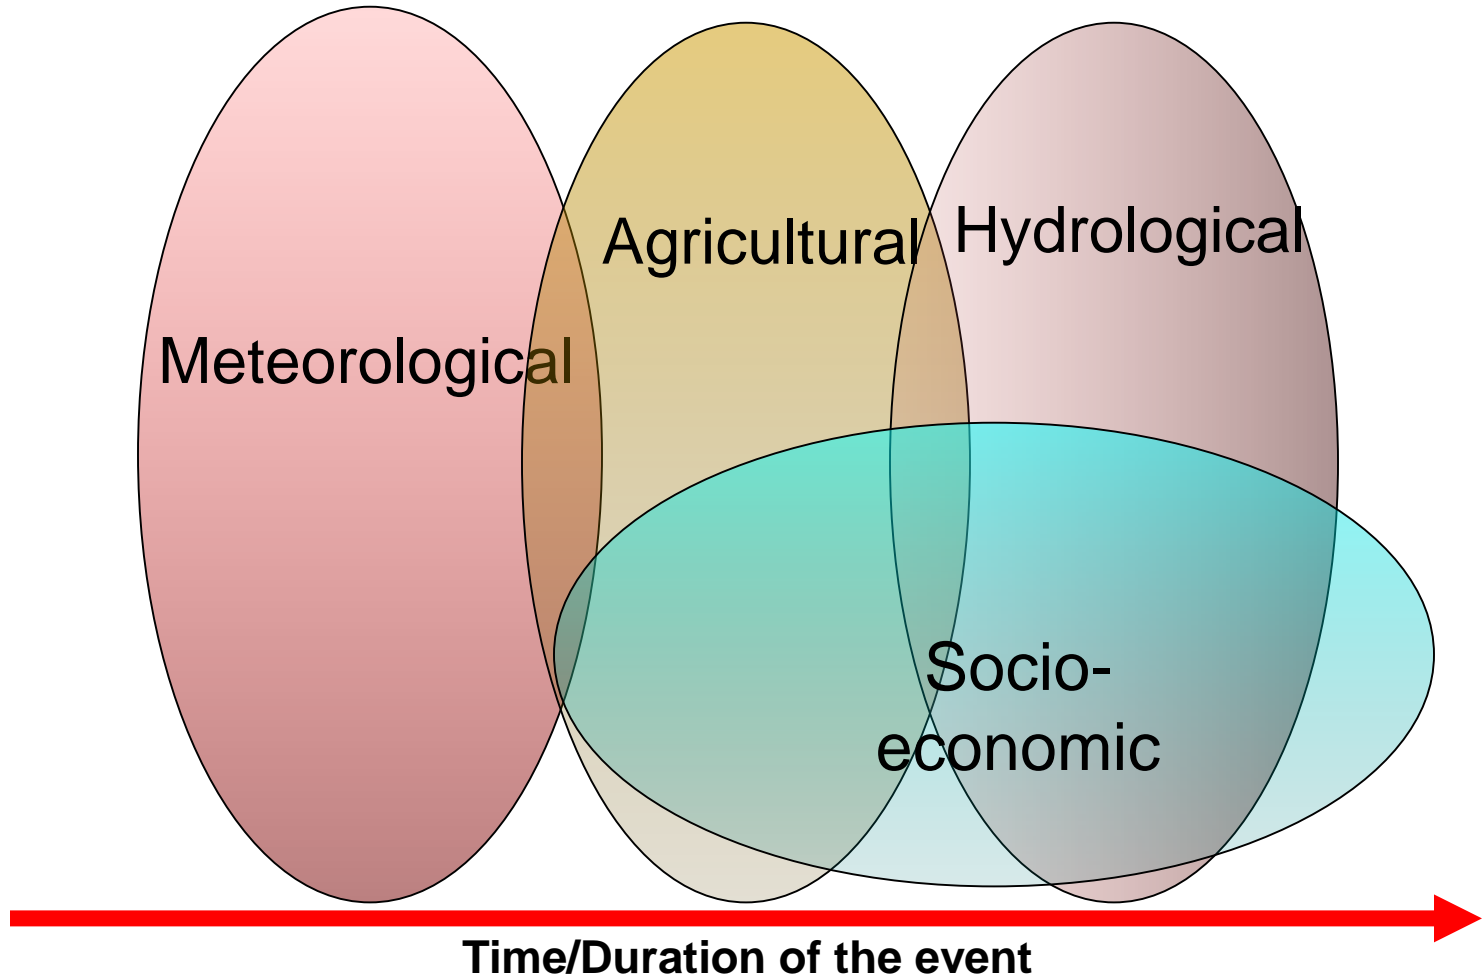 Meteorological
Agricultural
Hydrological
Socio-
economic
Time/Duration of the event